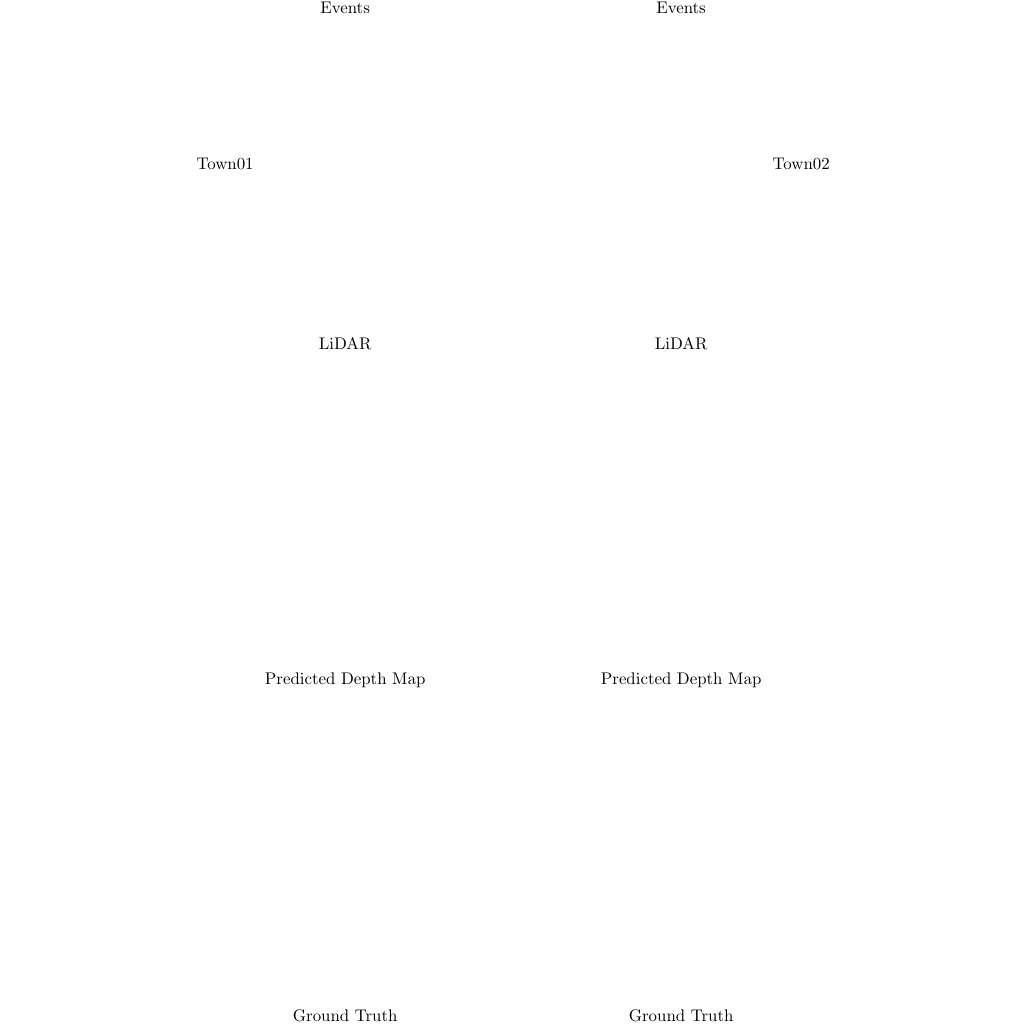 Events Events
Town01 Town02
LiDAR LiDAR
Predicted Depth Map Predicted Depth Map
Ground Truth Ground Truth